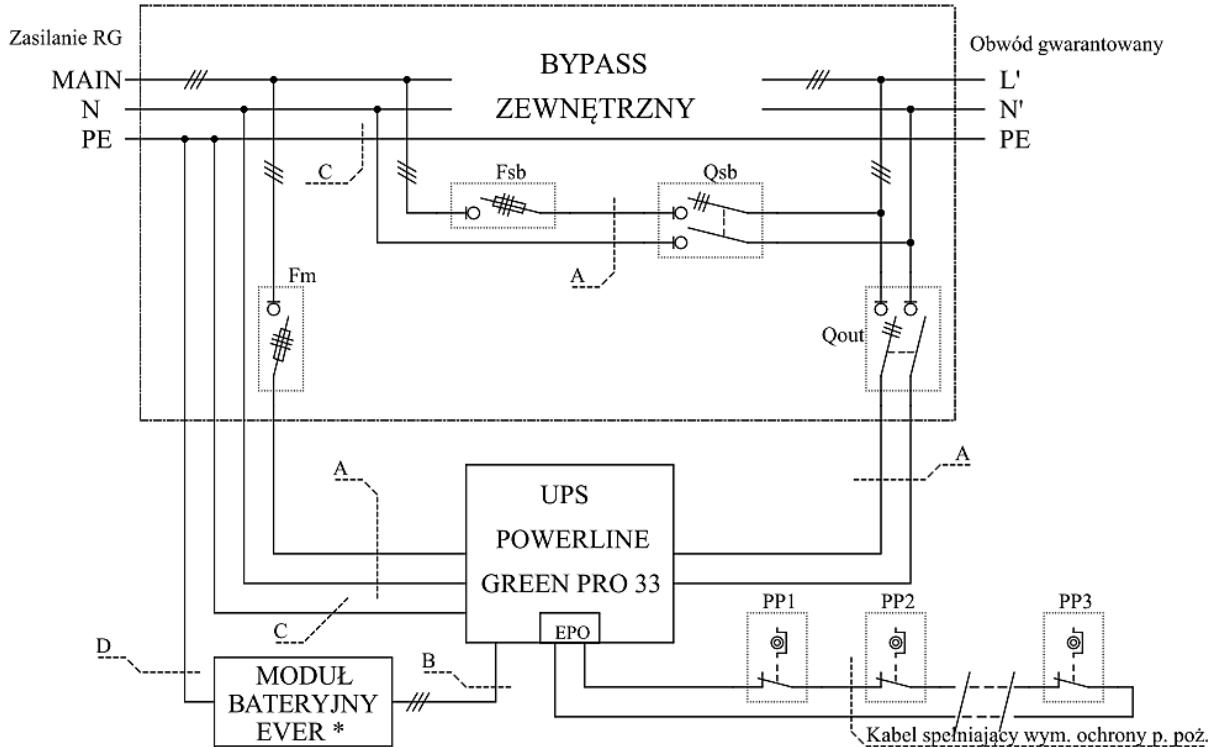 Zasilanie RG
BYPASS
ZEWNĘTRZNY
Obwód gwarantowany
MAIN
L'
N
N'
PE
PE
C
Fsb
Qsb
A
Fm
Qout
A
A
UPS
POWERLINE
GREEN PRO 33
EPO
PP1
PP2
PP3
C
D
B
MODUŁ
BATERYJNY
EVER *
Kabel spełniający wym. ochrony p. poż.